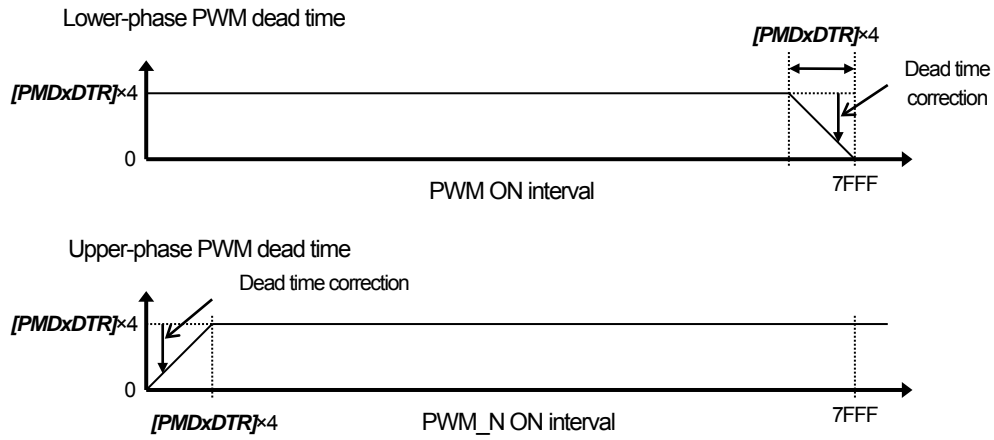 Lower-phase PWM dead time
[PMDxDTR]×4
Dead time
correction
[PMDxDTR]×4
0
PWM ON interval
7FFF
Upper-phase PWM dead time
Dead time correction
[PMDxDTR]×4
0
[PMDxDTR]×4
PWM_N ON interval
7FFF